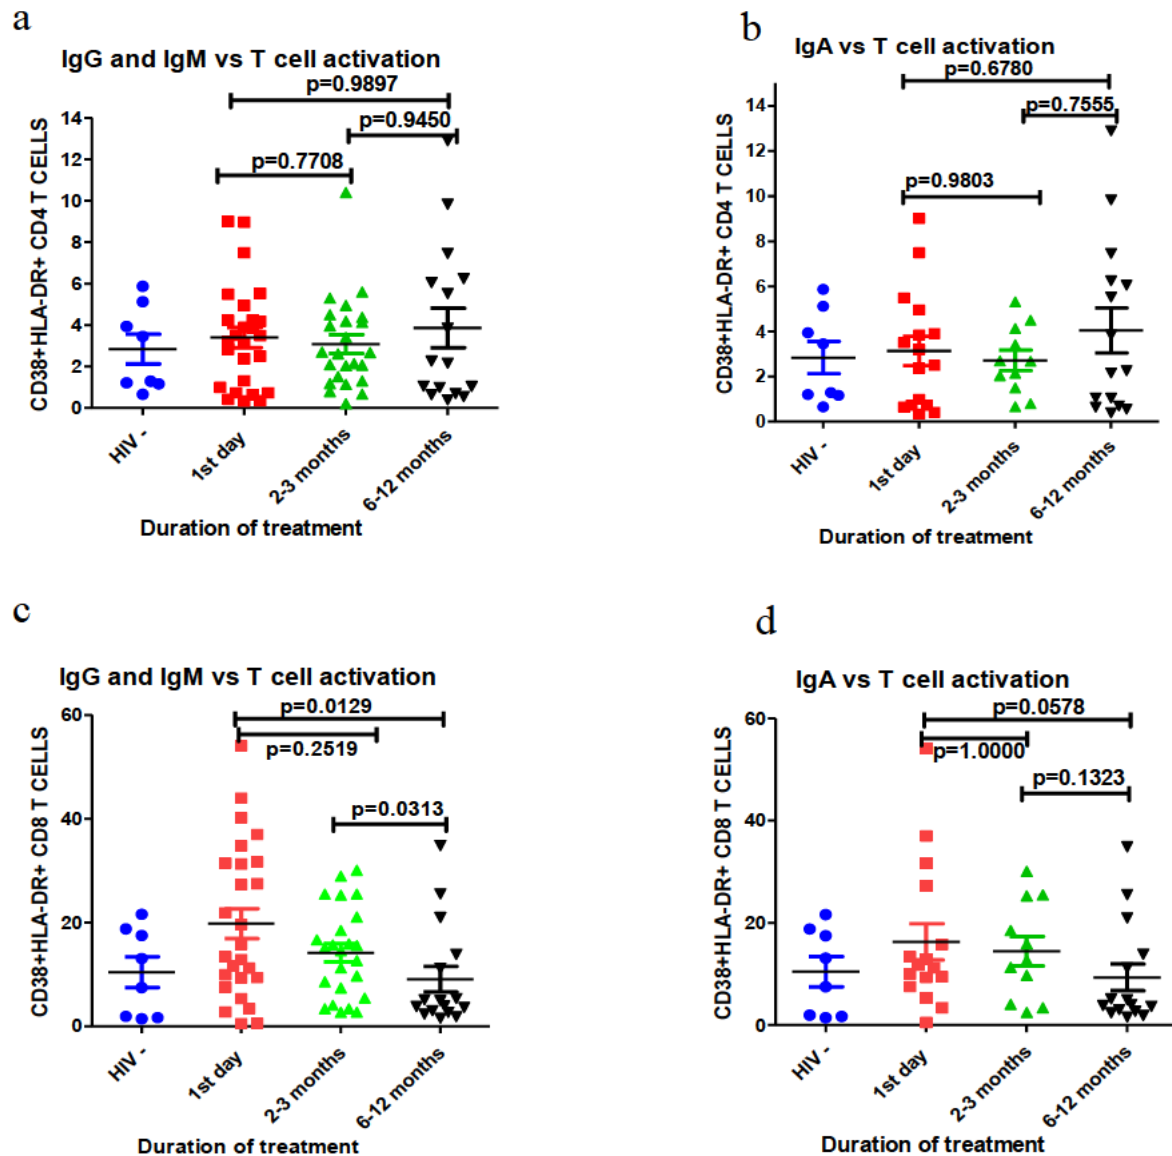 a
IgG and IgM vs T cell activation
p=0.9897
p=0.9450
p=0.7708
CD38+HLA-DR+ CD4 T CELLS
14
12
10
8
6
4
2
0
HIV -
1st day
2-3 months
6-12 months
Duration of treatment
b
IgA vs T cell activation
p=0.6780
p=0.7555
p=0.9803
CD38+HLA-DR+ CD4 T CELLS
14
12
10
8
6
4
2
0
HIV -
1st day
2-3 months
6-12 months
Duration of treatment
c
IgG and IgM vs T cell activation
p=0.0129
p=0.2519
p=0.0313
CD38+HLA-DR+ CD8 T CELLS
60
40
20
0
HIV -
1st day
2-3 months
6-12 months
Duration of treatment
d
IgA vs T cell activation
p=0.0578
p=1.0000
p=0.1323
CD38+HLA-DR+ CD8 T CELLS
60
40
20
0
HIV -
1st day
2-3 months
6-12 months
Duration of treatment